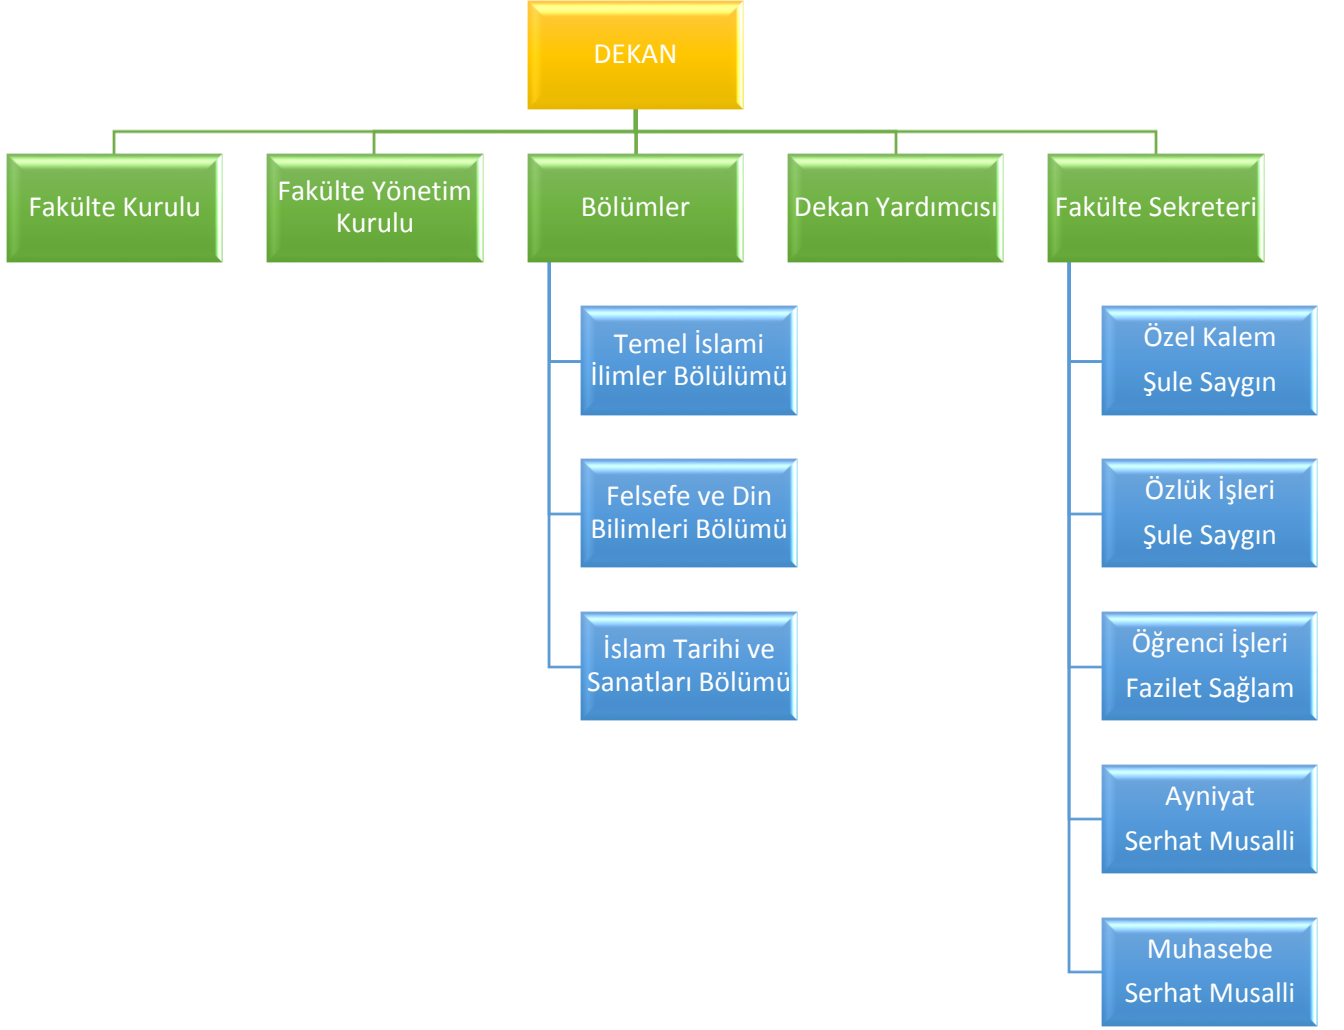 DEKAN
Fakülte Kurulu
Fakülte Yönetim
Kurulu
Bölümler
Dekan Yardımcısı
Fakülte Sekreteri
Temel İslami
İlimler Bölülümü
Felsefe ve Din
Bilimleri Bölümü
İslam Tarihi ve
Sanatları Bölümü
Özel Kalem
Şule Saygın
Özlük İşleri
Şule Saygın
Öğrenci İşleri
Fazilet Sağlam
Ayniyat
Serhat Musalli
Muhasebe
Serhat Musalli